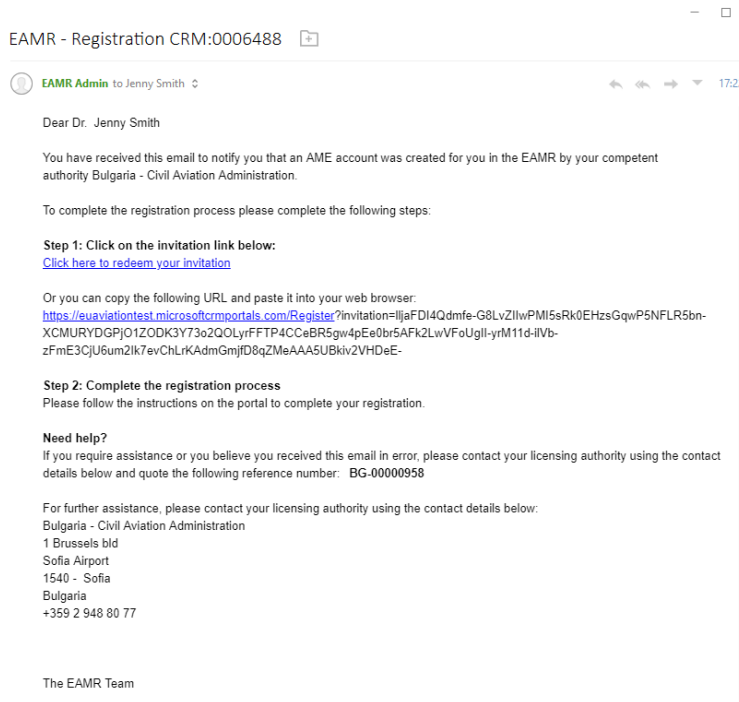 EAMR - Registration CRM:0006488
EAMR Admin to Jenny Smith
17:2
Dear Dr. Jenny Smith
You have received this email to notify you that an AME account was created for you in the EAMR by your competent
authority Bulgaria - Civil Aviation Administration.
To complete the registration process please complete the following steps:
Step 1: Click on the invitation link below:
Click here to redeem your invitation
Or you can copy the following URL and paste it into your web browser:
https://euaviationtest.microsoftcrmportals.com/Register?invitation=IljaFDI4Qdmfe-G8LvZIIwPMI5sRk0EHzsGqwP5NFLR5bn-
XCMURYDGPjO1ZODK3Y73o2QOLyrFFTP4CCeBR5gw4pEe0br5AFk2LwVFoUgII-yrM11d-iIVb-
zFmE3CjU6um2Ik7evChLrKAdmGmjfD8qZMeAAA5UBkiv2VHDeE-
Step 2: Complete the registration process
Please follow the instructions on the portal to complete your registration.
Need help?
If you require assistance or you believe you received this email in error, please contact your licensing authority using the contact
details below and quote the following reference number: BG-00000958
For further assistance, please contact your licensing authority using the contact details below:
Bulgaria - Civil Aviation Administration
1 Brussels bld
Sofia Airport
1540 - Sofia
Bulgaria
+359 2 948 80 77
The EAMR Team